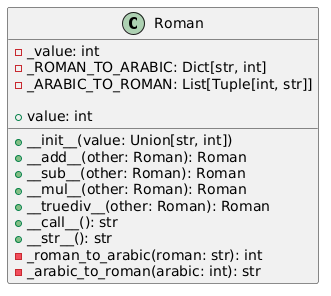 C Roman
_value: int
_ROMAN_TO_ARABIC: Dict[str, int]
_ARABIC_TO_ROMAN: List[Tuple[int, str]]
value: int
__init__(value: Union[str, int])
__add__(other: Roman): Roman
__sub__(other: Roman): Roman
__mul__(other: Roman): Roman
__truediv__(other: Roman): Roman
__call__(): str
__str__(): str
_roman_to_arabic(roman: str): int
_arabic_to_roman(arabic: int): str